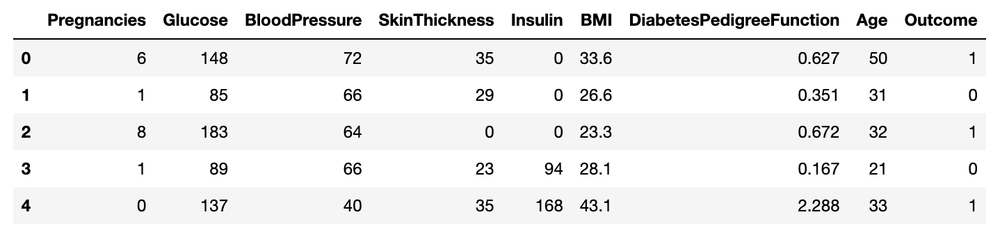 Pregnancies Glucose BloodPressure SkinThickness Insulin BMI DiabetesPedigreeFunction Age Outcome
0 6 148 72 35 0 33.6 0.627 50 1
1 1 85 66 29 0 26.6 0.351 31 0
2 8 183 64 0 0 23.3 0.672 32 1
3 1 89 66 23 94 28.1 0.167 21 0
4 0 137 40 35 168 43.1 2.288 33 1